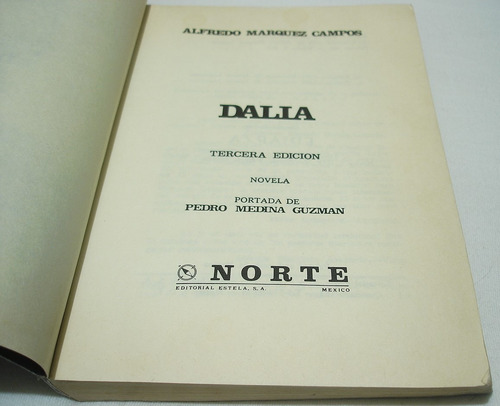 ALFREDO MARQUEZ CAMPOS
DALIA
TERCERA EDICION
NOVELA
PORTADA DE
PEDRO MEDINA GUZMAN
NORTE
EDITORIAL ESTELA, S.A. MEXICO